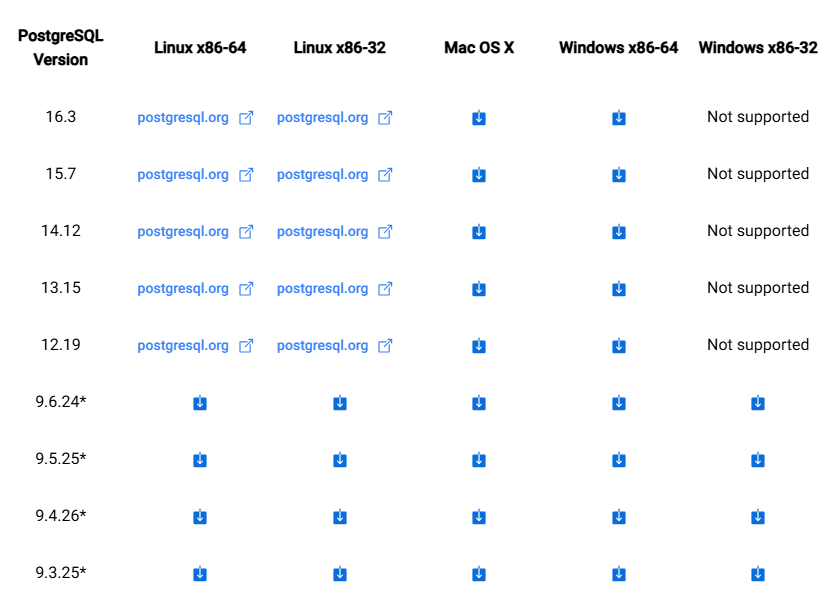 PostgreSQL Version Linux x86-64 Linux x86-32 Mac OS X Windows x86-64 Windows x86-32
16.3 postgresql.org postgresql.org Not supported
15.7 postgresql.org postgresql.org Not supported
14.12 postgresql.org postgresql.org Not supported
13.15 postgresql.org postgresql.org Not supported
12.19 postgresql.org postgresql.org Not supported
9.6.24*
9.5.25*
9.4.26*
9.3.25*